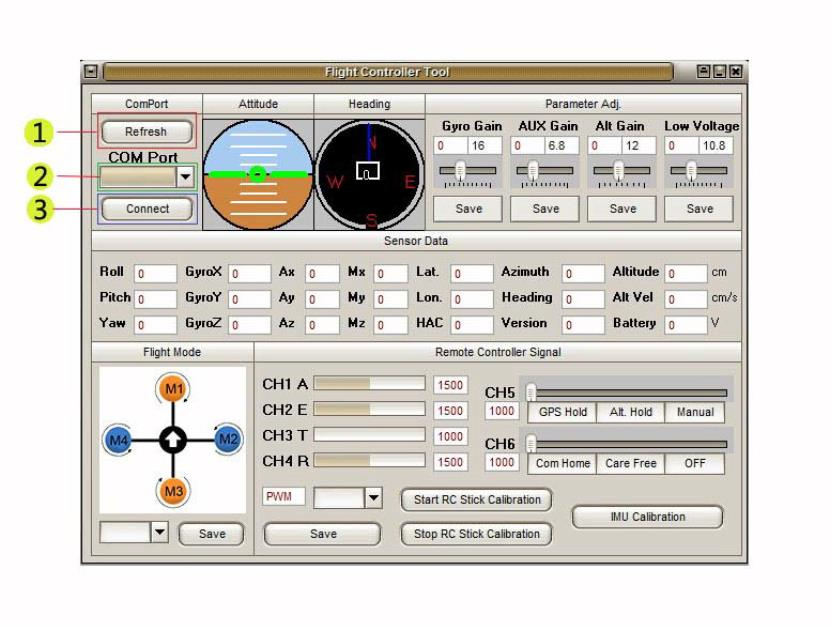 Flight Controller Tool
ComPort Attitude Heading Parameter Adj.
1 Refresh
COM Port
2
3 Connect
N
W E
S
Gyro Gain AUX Gain Alt Gain Low Voltage
0 16 0 6.8 0 12 0 10.8
Save Save Save Save
Sensor Data
Roll 0 GyroX 0 Ax 0 Mx 0 Lat. 0 Azimuth 0 Altitude 0 cm
Pitch 0 GyroY 0 Ay 0 My 0 Lon. 0 Heading 0 Alt Vel 0 cm/s
Yaw 0 GyroZ 0 Az 0 Mz 0 HAC 0 Version 0 Battery 0 V
Flight Mode Remote Controller Signal
M1
M4 M2
M3
Save
CH1 A 1500
CH2 E 1500
CH3 T 1000
CH4 R 1500
CH5
1000 GPS Hold Alt. Hold Manual
CH6
1000 Com Home Care Free OFF
PWM Start RC Stick Calibration
Save Stop RC Stick Calibration
IMU Calibration